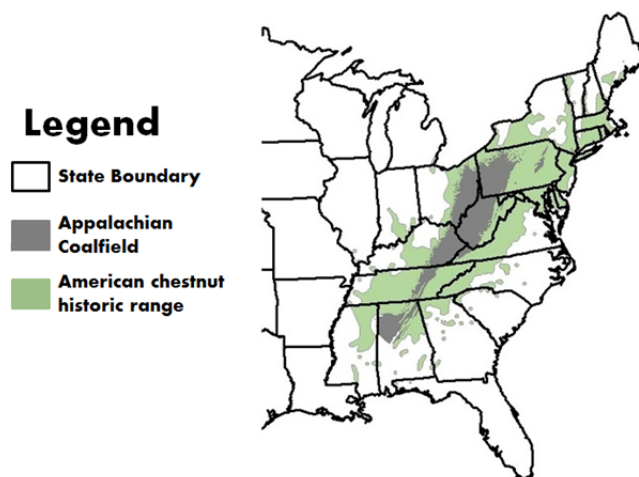 Legend
State Boundary
Appalachian
Coalfield
American chestnut
historic range